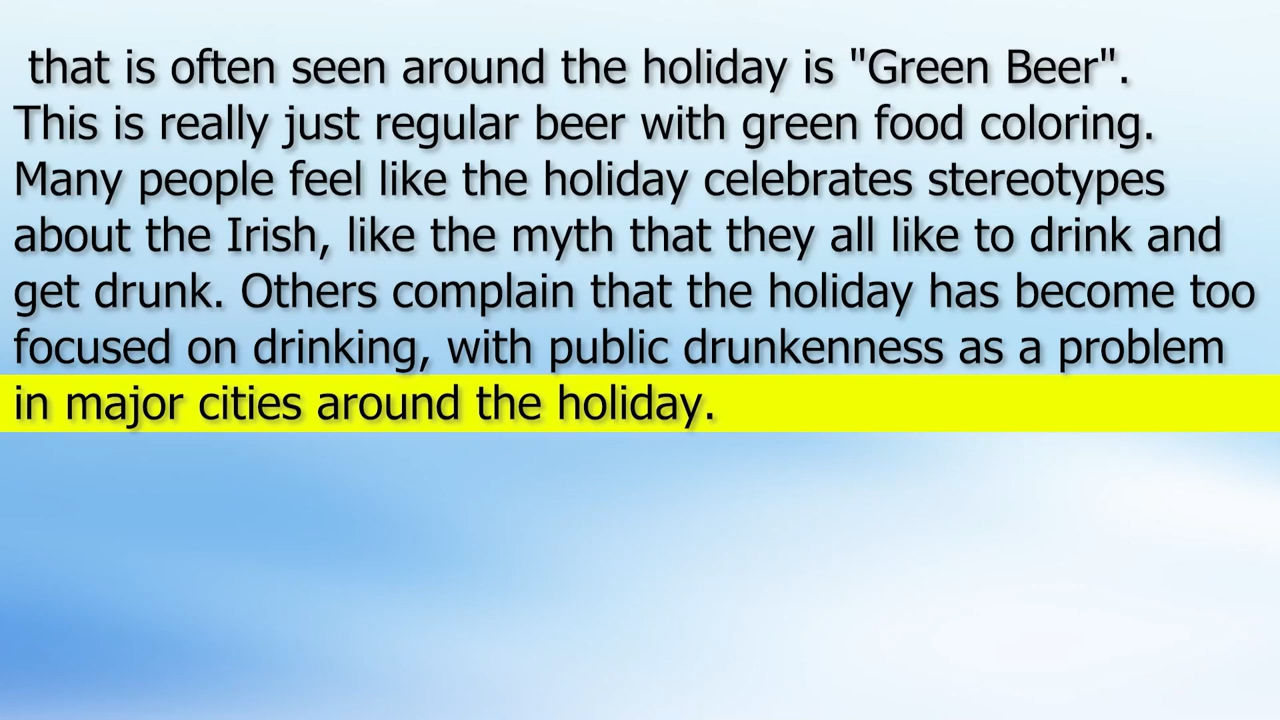 that is often seen around the holiday is "Green Beer".
This is really just regular beer with green food coloring.
Many people feel like the holiday celebrates stereotypes
about the Irish, like the myth that they all like to drink and
get drunk. Others complain that the holiday has become too
focused on drinking, with public drunkenness as a problem
in major cities around the holiday.